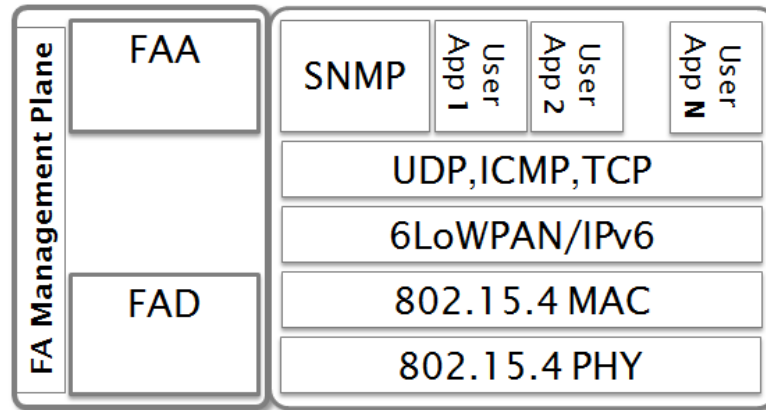 FA Management Plane
FAA
FAD
SNMP
User
App 1
User
App 2
User
App N
UDP,ICMP,TCP
6LoWPAN/IPv6
802.15.4 MAC
802.15.4 PHY